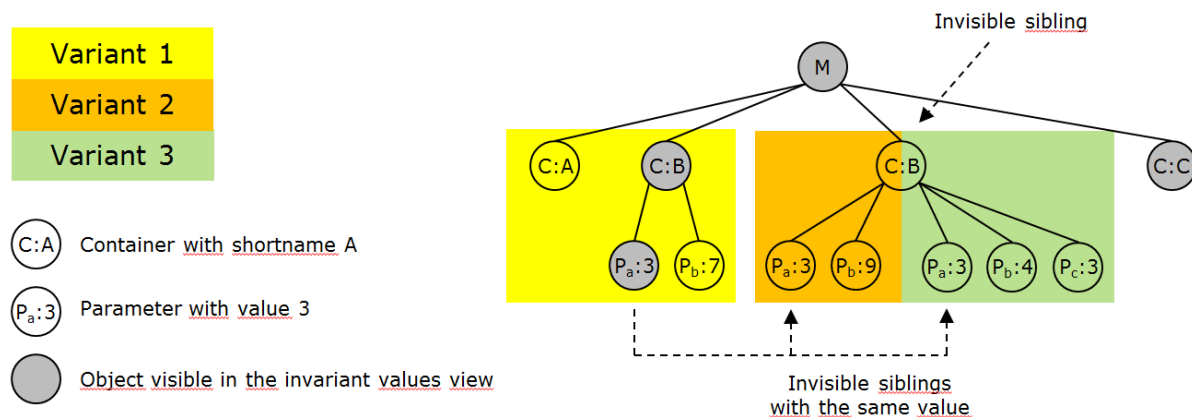 Variant 1
Variant 2
Variant 3
C:A Container with shortname A
Pa:3 Parameter with value 3
Object visible in the invariant values view
Invisible
sibling
M
C:A C:B C:B C:C
Pa:3 Pb:7 Pa:3 Pb:9 Pa:3 Pb:4 Pc:3
Invisible siblings
with the same value